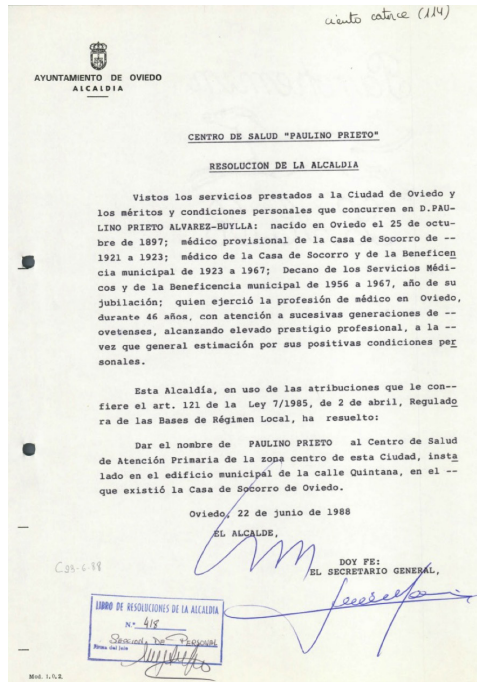 ciento catorce (114)
AYUNTAMIENTO DE OVIEDO
ALCALDIA
CENTRO DE SALUD "PAULINO PRIETO"
RESOLUCION DE LA ALCALDIA
Vistos los servicios prestados a la Ciudad de Oviedo y
los méritos y condiciones personales que concurren en D.PAU-
LINO PRIETO ALVAREZ-BUYLLA: nacido en Oviedo el 25 de octu-
bre de 1897; médico provisional de la Casa de Socorro de --
1921 a 1923; médico de la Casa de Socorro y de la Beneficen
cia municipal de 1923 a 1967; Decano de los Servicios Médi-
cos y de la Beneficencia municipal de 1956 a 1967, año de su
jubilación; quien ejerció la profesión de médico en Oviedo,
durante 46 años, con atención a sucesivas generaciones de --
ovetenses, alcanzando elevado prestigio profesional, a la --
vez que general estimación por sus positivas condiciones per
sonales.
Esta Alcaldía, en uso de las atribuciones que le con--
fiere el art. 121 de la Ley 7/1985, de 2 de abril, Regulado
ra de las Bases de Régimen Local, ha resuelto:
Dar el nombre de PAULINO PRIETO al Centro de Salud
de Atención Primaria de la zona centro de esta Ciudad, insta
lado en el edificio municipal de la calle Quintana, en el --
que existió la Casa de Socorro de Oviedo.
Oviedo, 22 de junio de 1988
EL ALCALDE,
DOY FE:
EL SECRETARIO GENERAL,
LIBRO DE RESOLUCIONES DE LA ALCALDIA
N.º 418
Sección De PERSONAL
Firma del Jefe
Mod. 1.0.2.